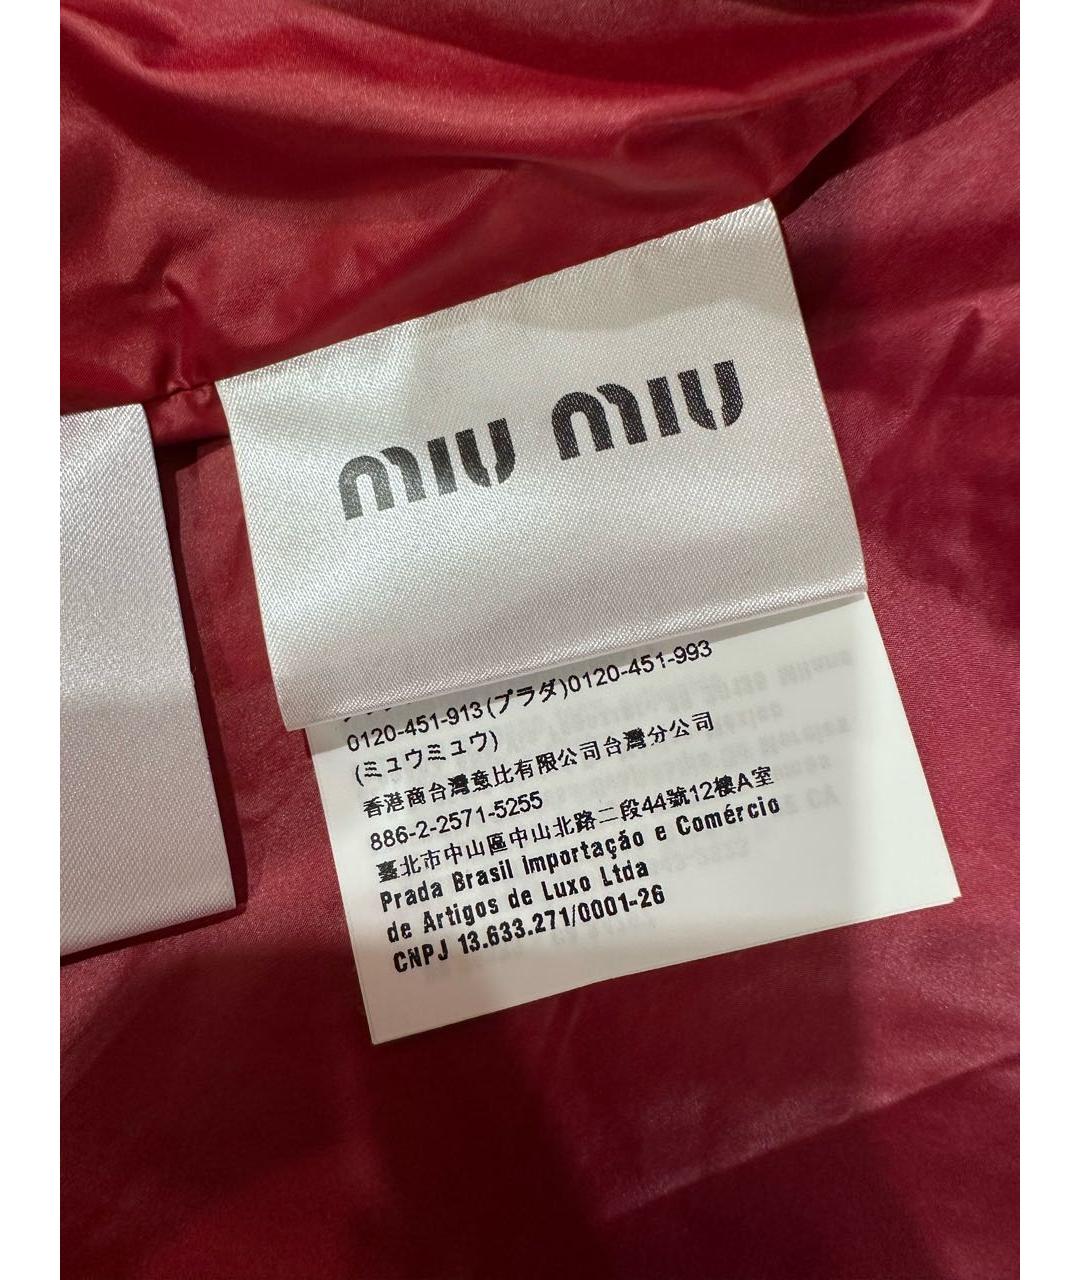 miu miu
0120-451-913(プラダ)0120-451-993
(ミュウミュウ)
香港商台灣意比有限公司台灣分公司
886-2-2571-5255
臺北市中山區中山北路二段44號12樓A室
Prada Brasil Importação e Comércio
de Artigos de Luxo Ltda
CNPJ 13.633.271/0001-26